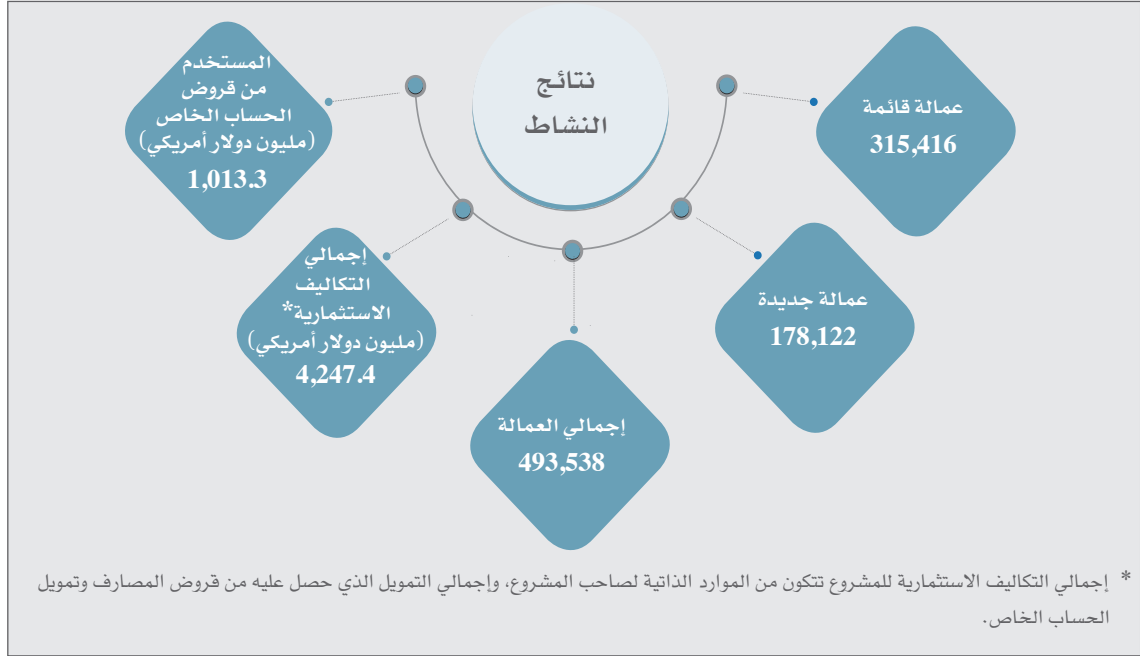 نتائج
النشاط
عمالة قائمة
315,416
عمالة جديدة
178,122
إجمالي العمالة
493,538
إجمالي
التكاليف
الاستثمارية*
(مليون دولار أمريكي)
4,247.4
المستخدم
من قروض
الحساب الخاص
(مليون دولار أمريكي)
1,013.3
* إجمالي التكاليف الاستثمارية للمشروع تتكون من الموارد الذاتية لصاحب المشروع، وإجمالي التمويل الذي حصل عليه من قروض المصارف وتمويل
الحساب الخاص.